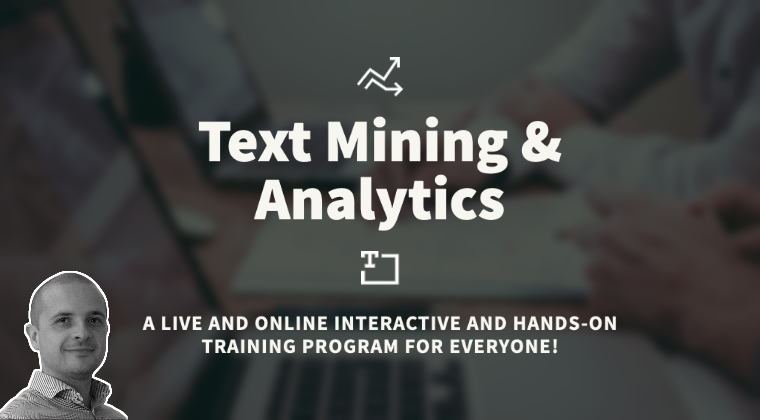 Text Mining &
Analytics
T
A LIVE AND ONLINE INTERACTIVE AND HANDS-ON
TRAINING PROGRAM FOR EVERYONE!